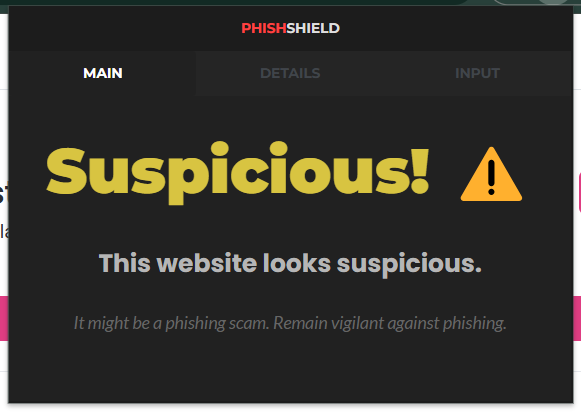 PHISHSHIELD
MAIN DETAILS INPUT
Suspicious!
This website looks suspicious.
It might be a phishing scam. Remain vigilant against phishing.